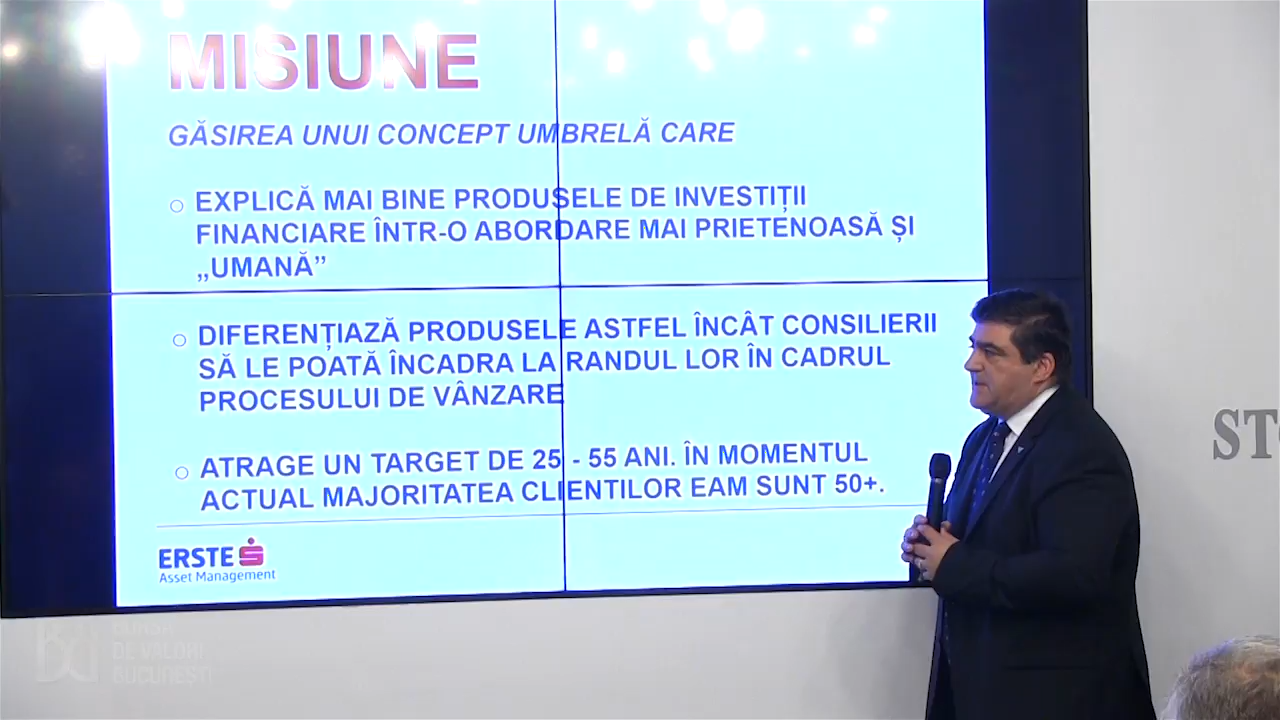 MISIUNE
GĂSIREA UNUI CONCEPT UMBRELĂ CARE
EXPLICĂ MAI BINE PRODUSELE DE INVESTIȚII
FINANCIARE ÎNTR-O ABORDARE MAI PRIETENOASĂ ȘI
„UMANĂ”
DIFERENȚIAZĂ PRODUSELE ASTFEL ÎNCÂT CONSILIERII
SĂ LE POATĂ ÎNCADRA LA RANDUL LOR ÎN CADRUL
PROCESULUI DE VÂNZARE
ATRAGE UN TARGET DE 25 - 55 ANI. ÎN MOMENTUL
ACTUAL MAJORITATEA CLIENTILOR EAM SUNT 50+.
ERSTE
Asset Management
BURSA
DE VALORI
BUCUREȘTI